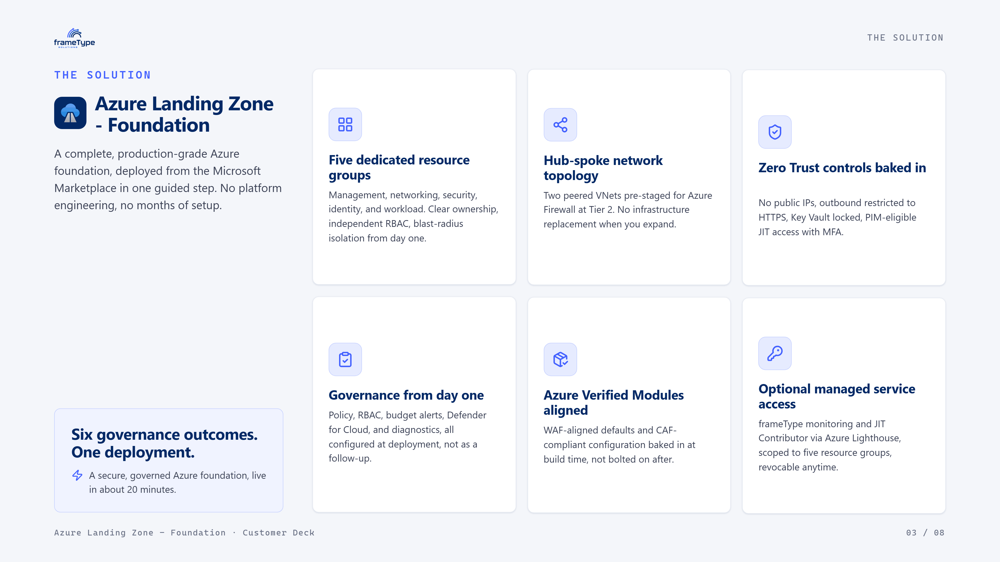 frameType
SOLUTIONS
THE SOLUTION
THE SOLUTION
Azure Landing Zone
- Foundation
A complete, production-grade Azure
foundation, deployed from the Microsoft
Marketplace in one guided step. No platform
engineering, no months of setup.
Six governance outcomes.
One deployment.
A secure, governed Azure foundation, live
in about 20 minutes.
Five dedicated resource
groups
Management, networking, security,
identity, and workload. Clear ownership,
independent RBAC, blast-radius
isolation from day one.
Hub-spoke network
topology
Two peered VNets pre-staged for Azure
Firewall at Tier 2. No infrastructure
replacement when you expand.
Zero Trust controls baked in
No public IPs, outbound restricted to
HTTPS, Key Vault locked, PIM-eligible
JIT access with MFA.
Governance from day one
Policy, RBAC, budget alerts, Defender
for Cloud, and diagnostics, all
configured at deployment, not as a
follow-up.
Azure Verified Modules
aligned
WAF-aligned defaults and CAF-
compliant configuration baked in at
build time, not bolted on after.
Optional managed service
access
frameType monitoring and JIT
Contributor via Azure Lighthouse,
scoped to five resource groups,
revocable anytime.
Azure Landing Zone – Foundation · Customer Deck
03 / 08